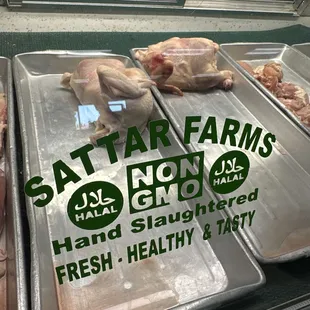 SATTAR FARMS
حلال
HALAL
NON
GMO
حلال
HALAL
Hand Slaughtered
FRESH - HEALTHY & TASTY